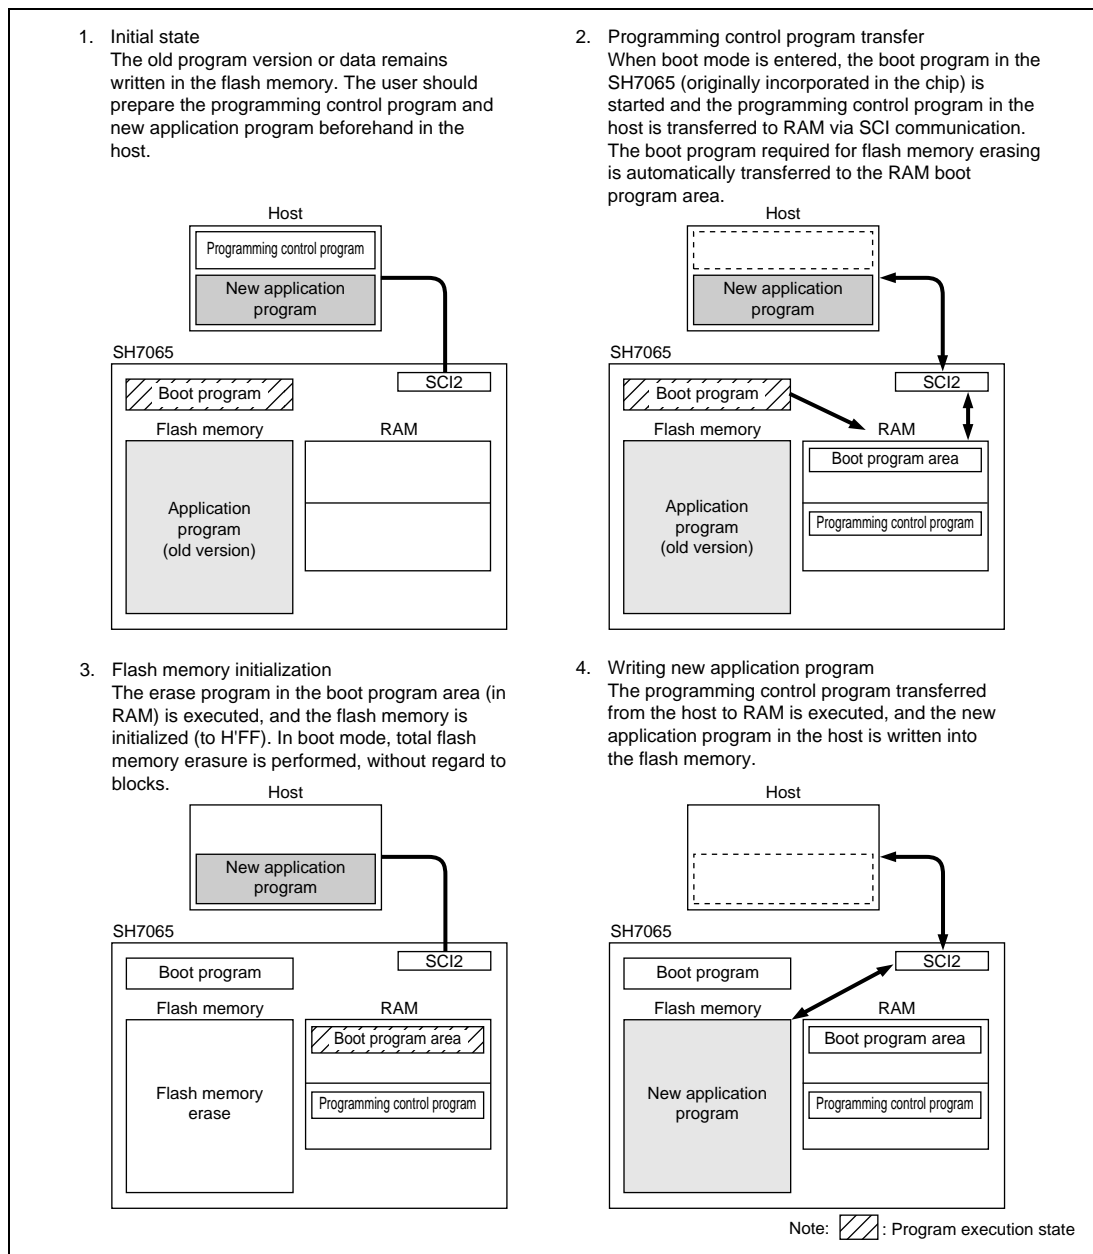 1. Initial state
The old program version or data remains
written in the flash memory. The user should
prepare the programming control program and
new application program beforehand in the
host.
Host
Programming control program
New application
program
SH7065
SCI2
Boot program
Flash memory
RAM
Application
program
(old version)
2. Programming control program transfer
When boot mode is entered, the boot program in the
SH7065 (originally incorporated in the chip) is
started and the programming control program in the
host is transferred to RAM via SCI communication.
The boot program required for flash memory erasing
is automatically transferred to the RAM boot
program area.
Host
New application
program
SH7065
SCI2
Boot program
Flash memory
RAM
Boot program area
Application
program
(old version)
Programming control program
3. Flash memory initialization
The erase program in the boot program area (in
RAM) is executed, and the flash memory is
initialized (to H'FF). In boot mode, total flash
memory erasure is performed, without regard to
blocks.
Host
New application
program
SH7065
SCI2
Boot program
Flash memory
RAM
Boot program area
Flash memory
erase
Programming control program
4. Writing new application program
The programming control program transferred
from the host to RAM is executed, and the new
application program in the host is written into
the flash memory.
Host
SH7065
SCI2
Boot program
Flash memory
RAM
Boot program area
New application
program
Programming control program
Note: : Program execution state